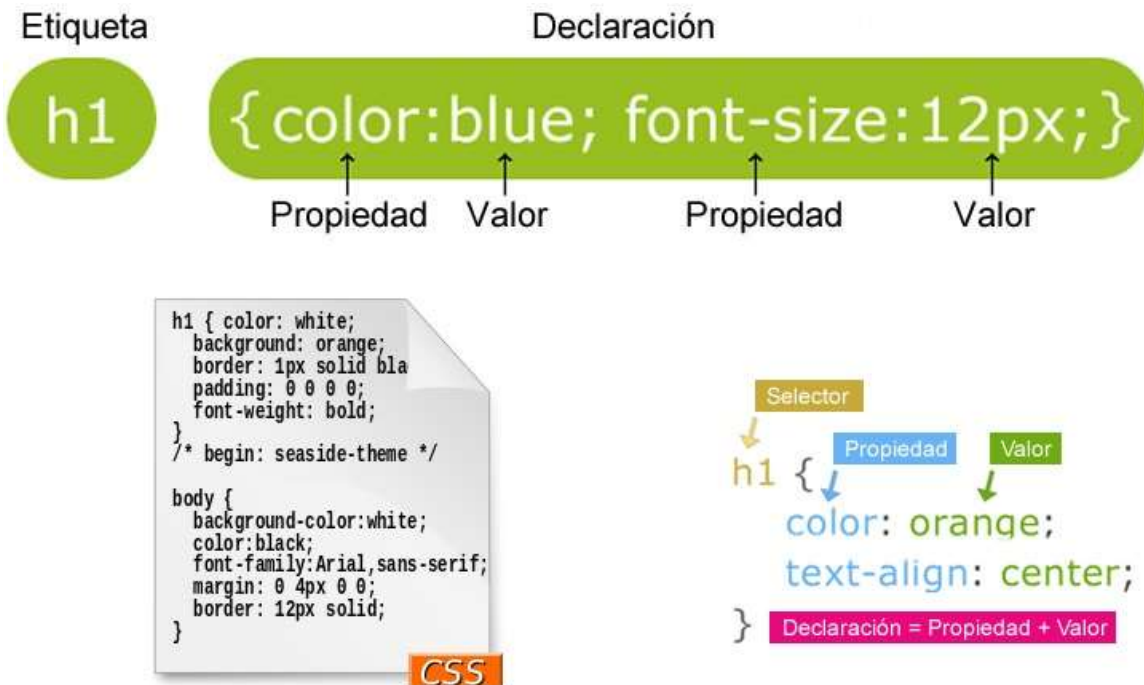 Etiqueta Declaración
h1 { color:blue; font-size:12px; }
Propiedad Valor Propiedad Valor
h1 { color: white;
background: orange;
border: 1px solid bla
padding: 0 0 0 0;
font-weight: bold;
}
/* begin: seaside-theme */
body {
background-color:white;
color:black;
font-family:Arial,sans-serif;
margin: 0 4px 0 0;
border: 12px solid;
}
CSS
Selector
Propiedad Valor
h1 {
color: orange;
text-align: center;
} Declaración = Propiedad + Valor